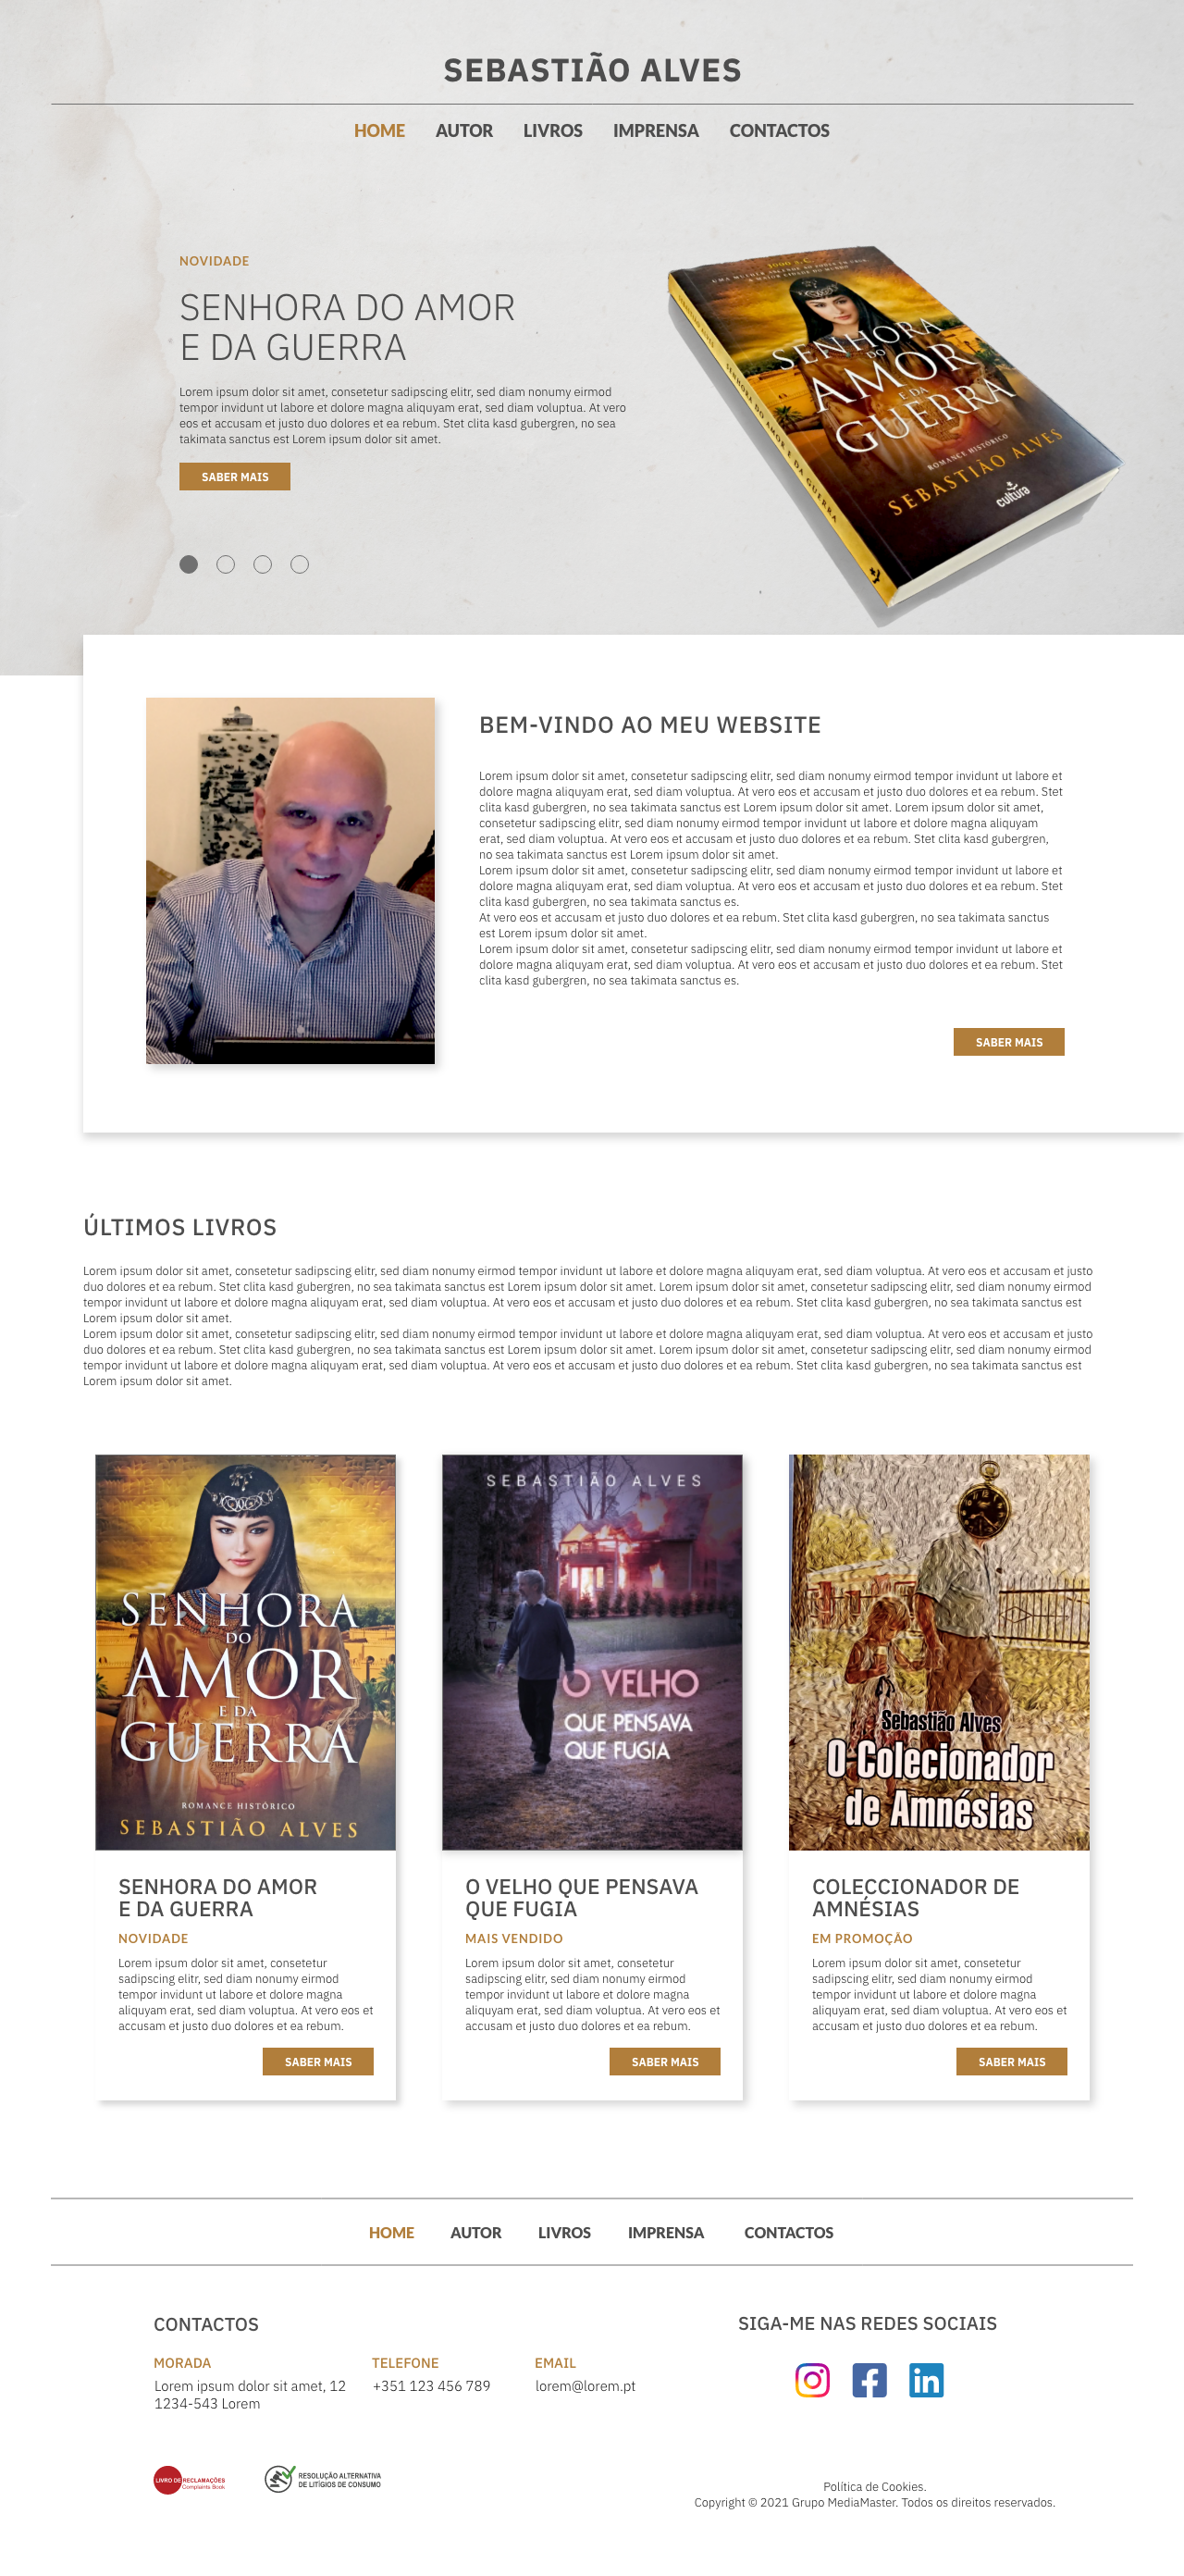 SEBASTIÃO ALVES
HOME AUTOR LIVROS IMPRENSA CONTACTOS
NOVIDADE
SENHORA DO AMOR
E DA GUERRA
Lorem ipsum dolor sit amet, consetetur sadipscing elitr, sed diam nonumy eirmod
tempor invidunt ut labore et dolore magna aliquyam erat, sed diam voluptua. At vero
eos et accusam et justo duo dolores et ea rebum. Stet clita kasd gubergren, no sea
takimata sanctus est Lorem ipsum dolor sit amet.
SABER MAIS
SENHORA
DO
AMOR
E DA
GUERRA
ROMANCE HISTÓRICO
SEBASTIÃO ALVES
cultura
SEBASTIÃO ALVES SENHORA DO AMOR E DA GUERRA
BEM-VINDO AO MEU WEBSITE
Lorem ipsum dolor sit amet, consetetur sadipscing elitr, sed diam nonumy eirmod tempor invidunt ut labore et
dolore magna aliquyam erat, sed diam voluptua. At vero eos et accusam et justo duo dolores et ea rebum. Stet
clita kasd gubergren, no sea takimata sanctus est Lorem ipsum dolor sit amet. Lorem ipsum dolor sit amet,
consetetur sadipscing elitr, sed diam nonumy eirmod tempor invidunt ut labore et dolore magna aliquyam
erat, sed diam voluptua. At vero eos et accusam et justo duo dolores et ea rebum. Stet clita kasd gubergren,
no sea takimata sanctus est Lorem ipsum dolor sit amet.
Lorem ipsum dolor sit amet, consetetur sadipscing elitr, sed diam nonumy eirmod tempor invidunt ut labore et
dolore magna aliquyam erat, sed diam voluptua. At vero eos et accusam et justo duo dolores et ea rebum. Stet
clita kasd gubergren, no sea takimata sanctus es.
At vero eos et accusam et justo duo dolores et ea rebum. Stet clita kasd gubergren, no sea takimata sanctus
est Lorem ipsum dolor sit amet.
Lorem ipsum dolor sit amet, consetetur sadipscing elitr, sed diam nonumy eirmod tempor invidunt ut labore et
dolore magna aliquyam erat, sed diam voluptua. At vero eos et accusam et justo duo dolores et ea rebum. Stet
clita kasd gubergren, no sea takimata sanctus es.
SABER MAIS
ÚLTIMOS LIVROS
Lorem ipsum dolor sit amet, consetetur sadipscing elitr, sed diam nonumy eirmod tempor invidunt ut labore et dolore magna aliquyam erat, sed diam voluptua. At vero eos et accusam et justo
duo dolores et ea rebum. Stet clita kasd gubergren, no sea takimata sanctus est Lorem ipsum dolor sit amet. Lorem ipsum dolor sit amet, consetetur sadipscing elitr, sed diam nonumy eirmod
tempor invidunt ut labore et dolore magna aliquyam erat, sed diam voluptua. At vero eos et accusam et justo duo dolores et ea rebum. Stet clita kasd gubergren, no sea takimata sanctus est
Lorem ipsum dolor sit amet.
Lorem ipsum dolor sit amet, consetetur sadipscing elitr, sed diam nonumy eirmod tempor invidunt ut labore et dolore magna aliquyam erat, sed diam voluptua. At vero eos et accusam et justo
duo dolores et ea rebum. Stet clita kasd gubergren, no sea takimata sanctus est Lorem ipsum dolor sit amet. Lorem ipsum dolor sit amet, consetetur sadipscing elitr, sed diam nonumy eirmod
tempor invidunt ut labore et dolore magna aliquyam erat, sed diam voluptua. At vero eos et accusam et justo duo dolores et ea rebum. Stet clita kasd gubergren, no sea takimata sanctus est
Lorem ipsum dolor sit amet.
SENHORA
DO
AMOR
E DA
GUERRA
ROMANCE HISTÓRICO
SEBASTIÃO ALVES
SENHORA DO AMOR
E DA GUERRA
NOVIDADE
Lorem ipsum dolor sit amet, consetetur
sadipscing elitr, sed diam nonumy eirmod
tempor invidunt ut labore et dolore magna
aliquyam erat, sed diam voluptua. At vero eos et
accusam et justo duo dolores et ea rebum.
SABER MAIS
SEBASTIÃO ALVES
O VELHO
QUE PENSAVA
QUE FUGIA
O VELHO QUE PENSAVA
QUE FUGIA
MAIS VENDIDO
Lorem ipsum dolor sit amet, consetetur
sadipscing elitr, sed diam nonumy eirmod
tempor invidunt ut labore et dolore magna
aliquyam erat, sed diam voluptua. At vero eos et
accusam et justo duo dolores et ea rebum.
SABER MAIS
Sebastião Alves
O Colecionador
de Amnésias
COLECCIONADOR DE
AMNÉSIAS
EM PROMOÇÃO
Lorem ipsum dolor sit amet, consetetur
sadipscing elitr, sed diam nonumy eirmod
tempor invidunt ut labore et dolore magna
aliquyam erat, sed diam voluptua. At vero eos et
accusam et justo duo dolores et ea rebum.
SABER MAIS
HOME AUTOR LIVROS IMPRENSA CONTACTOS
CONTACTOS
MORADA
Lorem ipsum dolor sit amet, 12
1234-543 Lorem
TELEFONE
+351 123 456 789
EMAIL
lorem@lorem.pt
SIGA-ME NAS REDES SOCIAIS
LIVRO DE RECLAMAÇÕES
Complaints Book
RESOLUÇÃO ALTERNATIVA
DE LITÍGIOS DE CONSUMO
Política de Cookies.
Copyright © 2021 Grupo MediaMaster. Todos os direitos reservados.